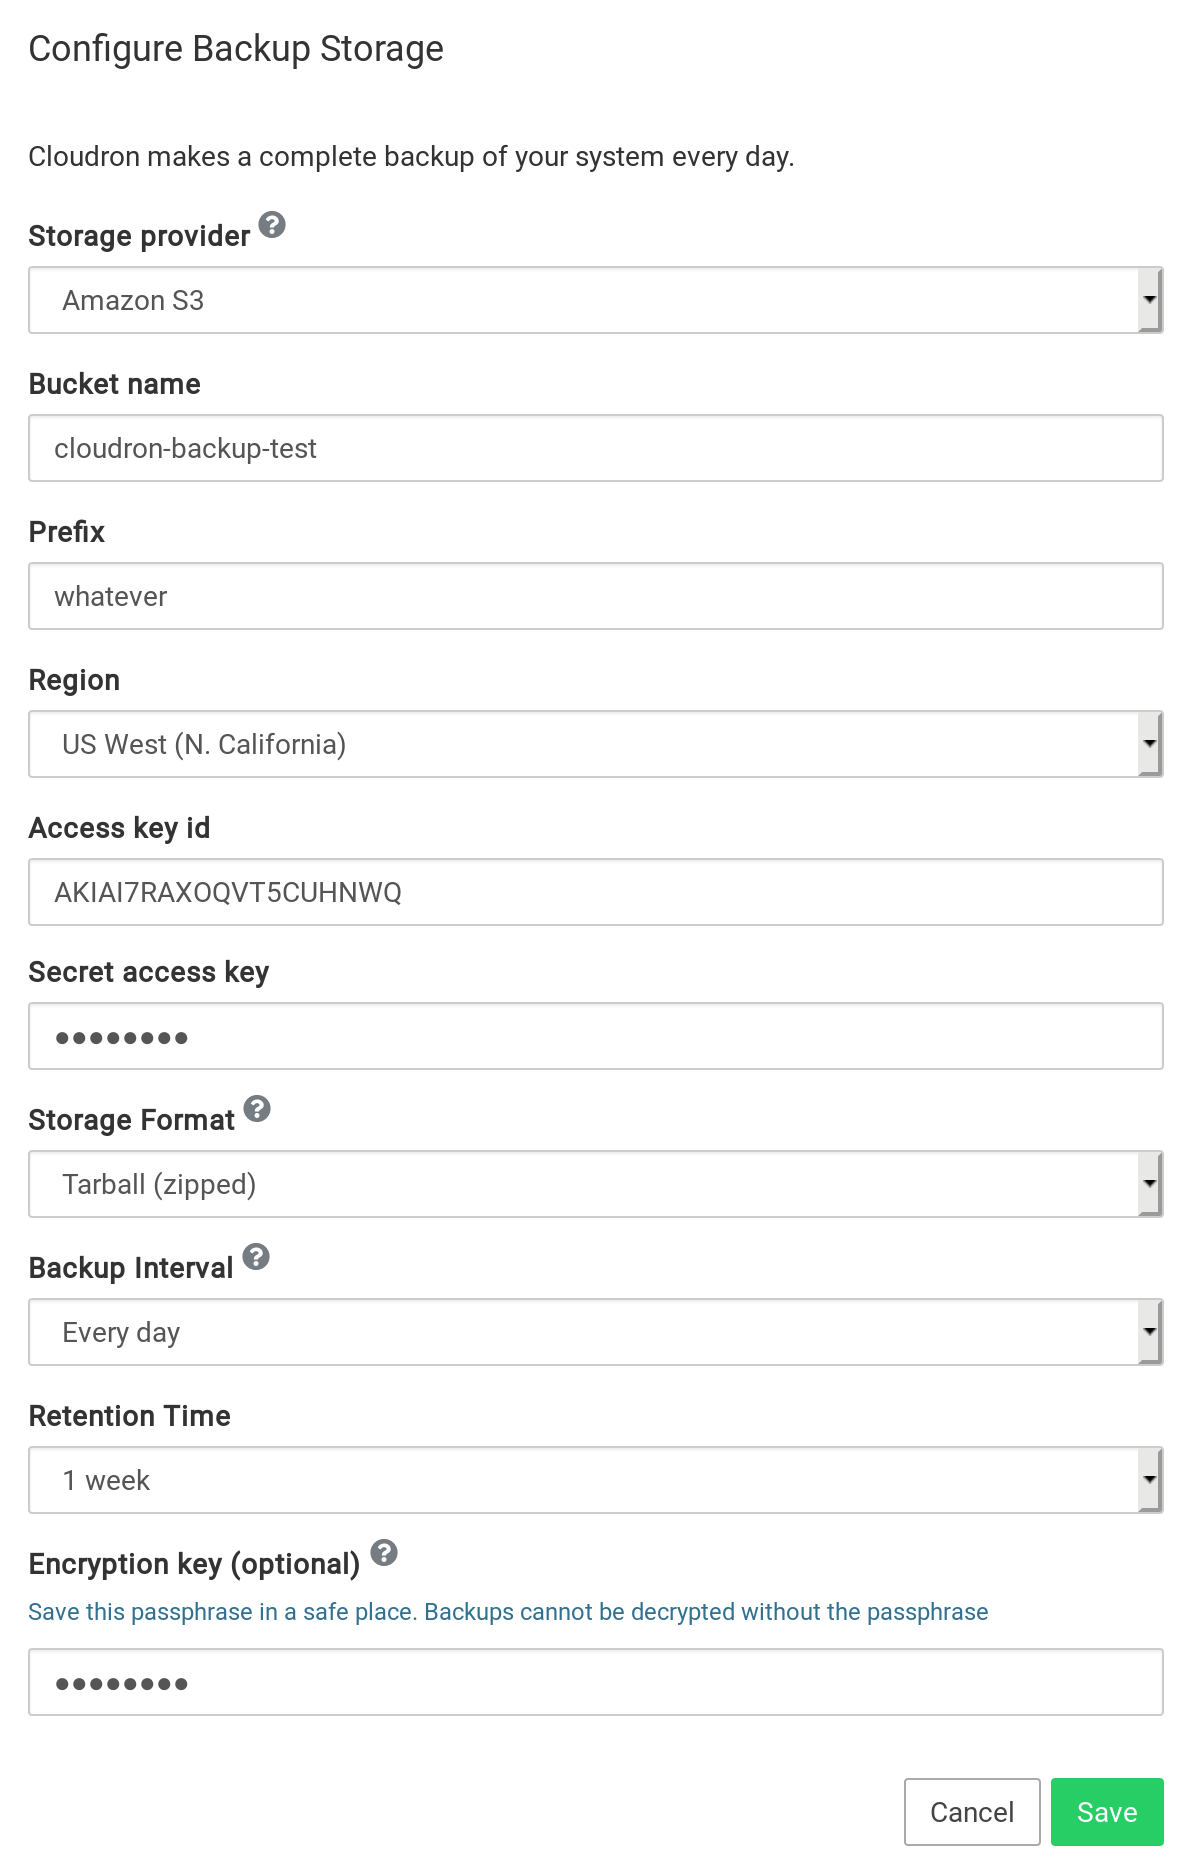 Configure Backup Storage
Cloudron makes a complete backup of your system every day.
Storage provider ?
Amazon S3
Bucket name
cloudron-backup-test
Prefix
whatever
Region
US West (N. California)
Access key id
AKIAI7RAXOQVT5CUHNWQ
Secret access key
••••••••
Storage Format ?
Tarball (zipped)
Backup Interval ?
Every day
Retention Time
1 week
Encryption key (optional) ?
Save this passphrase in a safe place. Backups cannot be decrypted without the passphrase
••••••••
Cancel Save